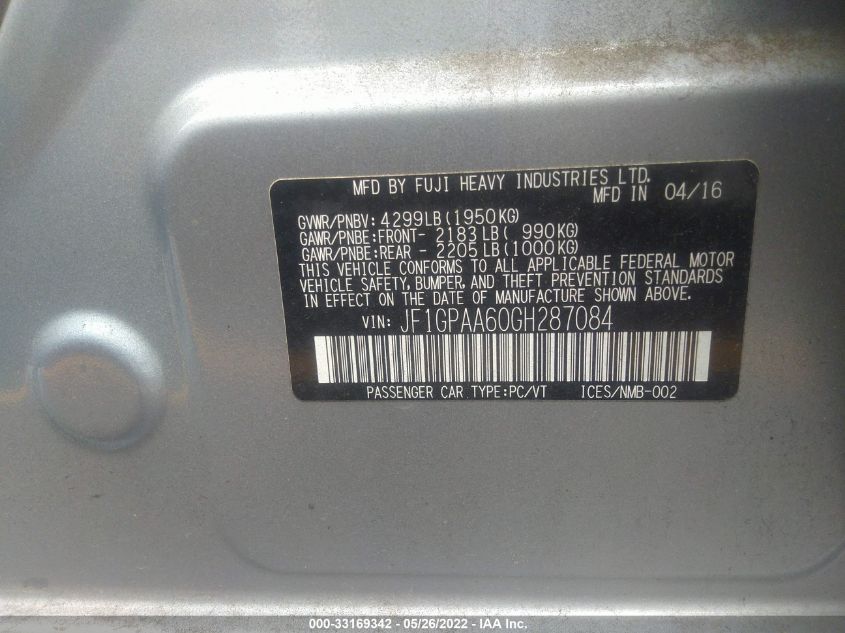 MFD BY FUJI HEAVY INDUSTRIES LTD.
MFD IN 04/16
GVWR/PNBV: 4299LB(1950KG)
GAWR/PNBE:FRONT- 2183LB( 990KG)
GAWR/PNBE:REAR - 2205LB(1000KG)
THIS VEHICLE CONFORMS TO ALL APPLICABLE FEDERAL MOTOR
VEHICLE SAFETY, BUMPER, AND THEFT PREVENTION STANDARDS
IN EFFECT ON THE DATE OF MANUFACTURE SHOWN ABOVE.
VIN: JF1GPAA60GH287084
PASSENGER CAR TYPE:PC/VT ICES/NMB-002
000-33169342 - 05/26/2022 - IAA Inc.